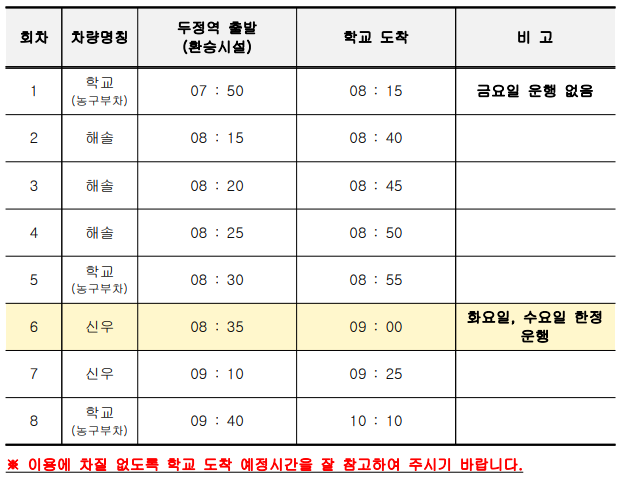 회차 차량명칭 두정역 출발 (환승시설) 학교 도착 비 고
1 학교 (농구부차) 07 : 50 08 : 15 금요일 운행 없음
2 해솔 08 : 15 08 : 40
3 해솔 08 : 20 08 : 45
4 해솔 08 : 25 08 : 50
5 학교 (농구부차) 08 : 30 08 : 55
6 신우 08 : 35 09 : 00 화요일, 수요일 한정 운행
7 신우 09 : 10 09 : 25
8 학교 (농구부차) 09 : 40 10 : 10
※ 이용에 차질 없도록 학교 도착 예정시간을 잘 참고하여 주시기 바랍니다.